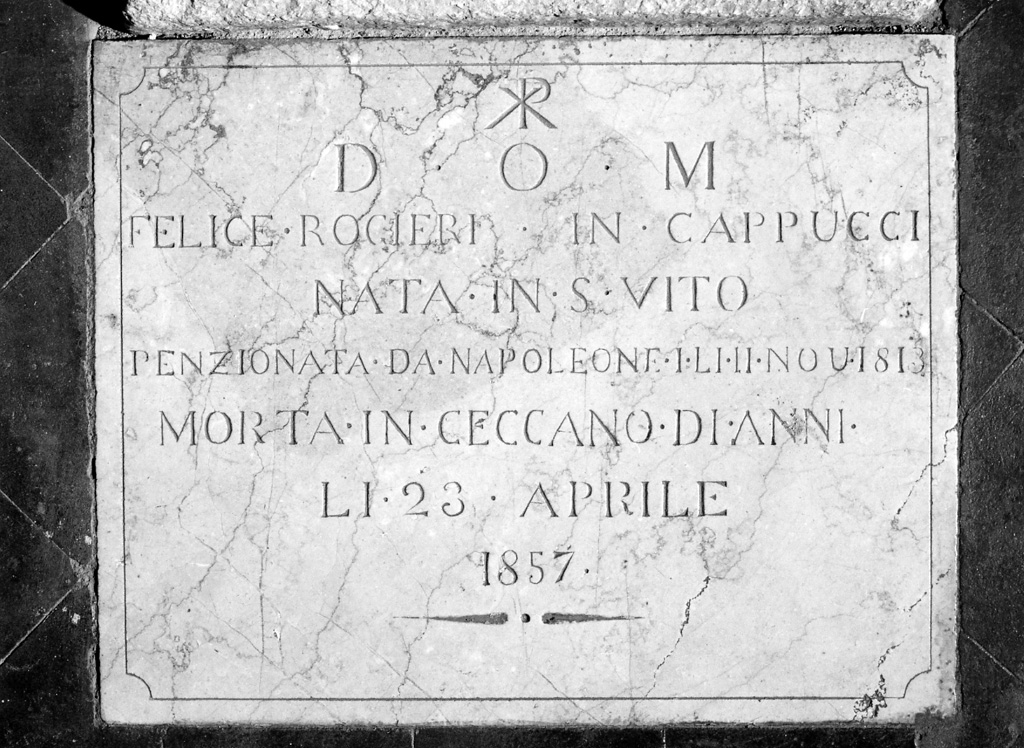 ☧
D O M
FELICE·ROCIERI · IN · CAPPUCCI
NATA·IN·S·VITO
PENZIONATA·DA·NAPOLEONE·I·LI·II·NOU·1813
MORTA·IN·CECCANO·DI·ANNI·
LI·23 · APRILE
1857·